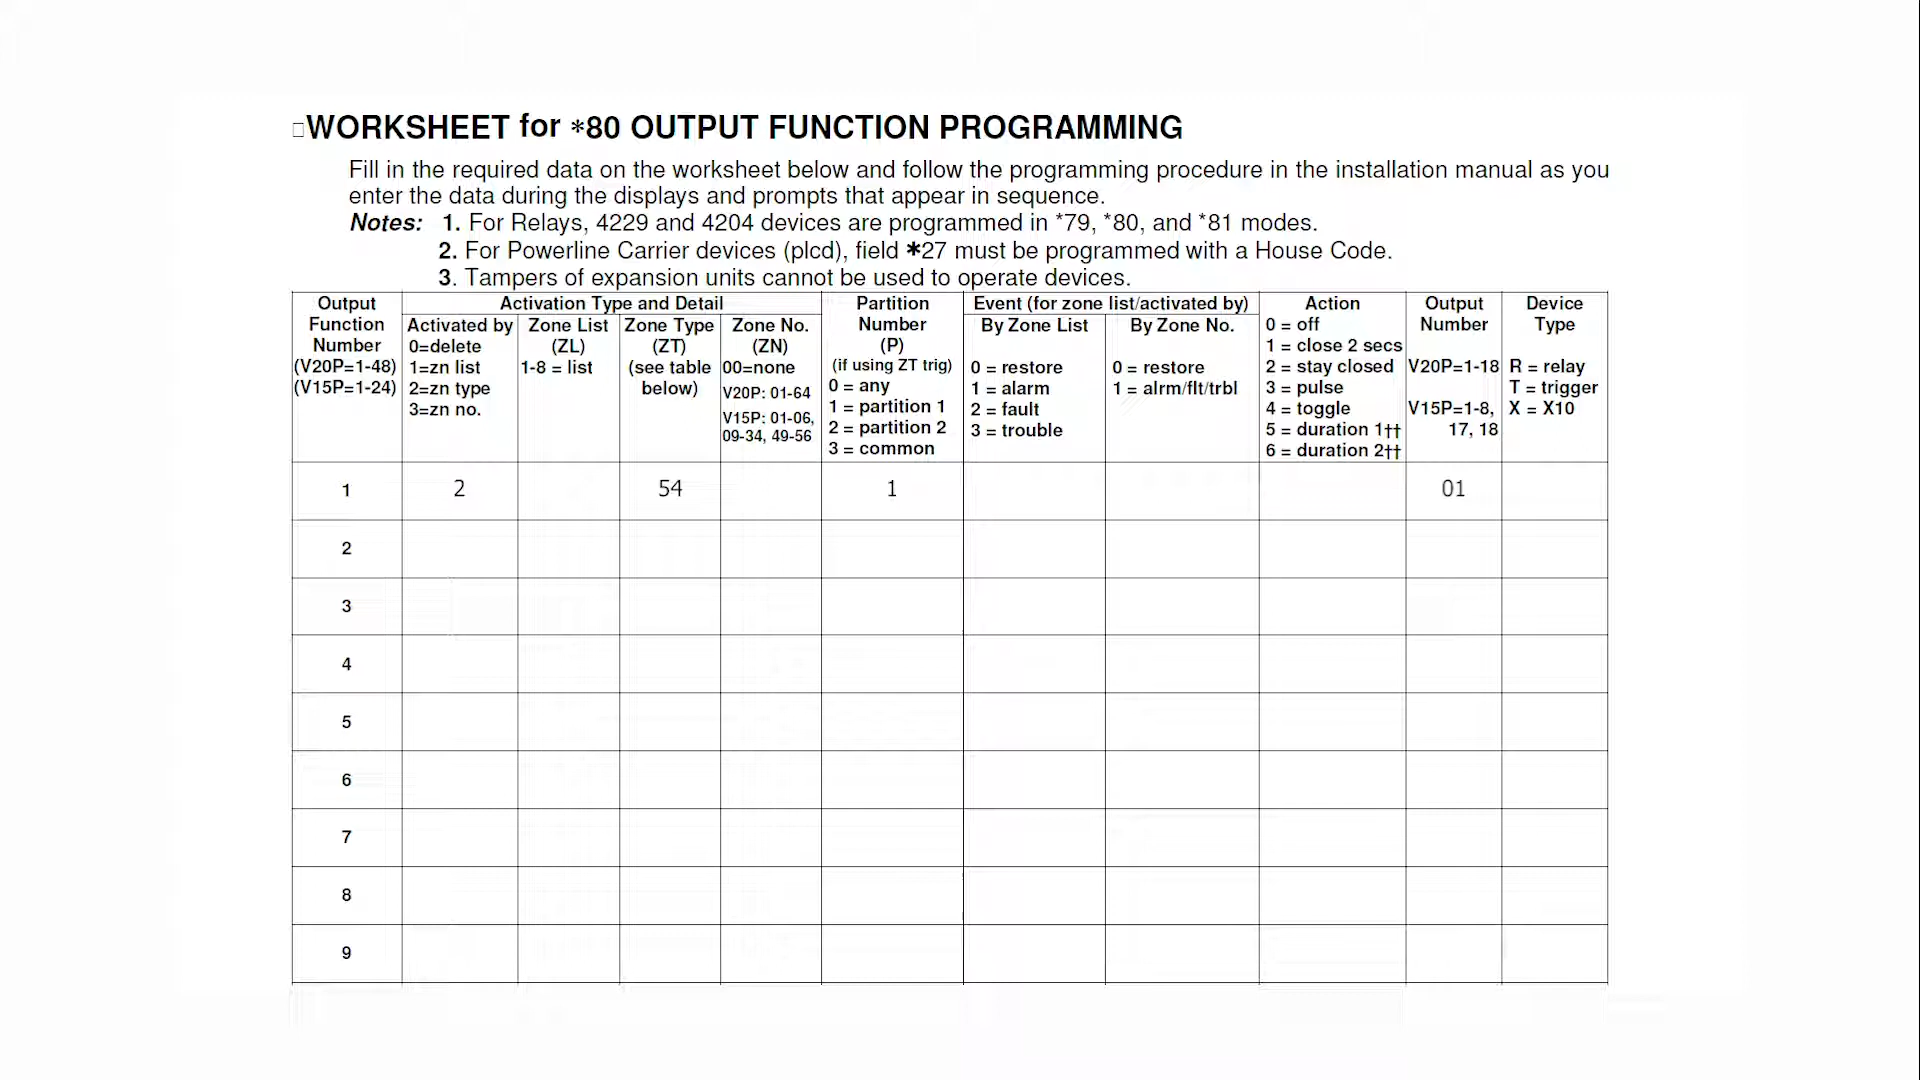 WORKSHEET for *80 OUTPUT FUNCTION PROGRAMMING
Fill in the required data on the worksheet below and follow the programming procedure in the installation manual as you
enter the data during the displays and prompts that appear in sequence.
Notes: 1. For Relays, 4229 and 4204 devices are programmed in *79, *80, and *81 modes.
2. For Powerline Carrier devices (plcd), field *27 must be programmed with a House Code.
3. Tampers of expansion units cannot be used to operate devices.
Output
Function
Number
(V20P=1-48)
(V15P=1-24)
Activation Type and Detail
Activated by
0=delete
1=zn list
2=zn type
3=zn no.
Zone List
(ZL)
1-8 = list
Zone Type
(ZT)
(see table
below)
Zone No.
(ZN)
00=none
V20P: 01-64
V15P: 01-06,
09-34, 49-56
Partition
Number
(P)
(if using ZT trig)
0 = any
1 = partition 1
2 = partition 2
3 = common
Event (for zone list/activated by)
By Zone List
0 = restore
1 = alarm
2 = fault
3 = trouble
By Zone No.
0 = restore
1 = alrm/flt/trbl
Action
0 = off
1 = close 2 secs
2 = stay closed
3 = pulse
4 = toggle
5 = duration 1††
6 = duration 2††
Output
Number
V20P=1-18
V15P=1-8,
17, 18
Device
Type
R = relay
T = trigger
X = X10
1 2 54 1 01
2
3
4
5
6
7
8
9